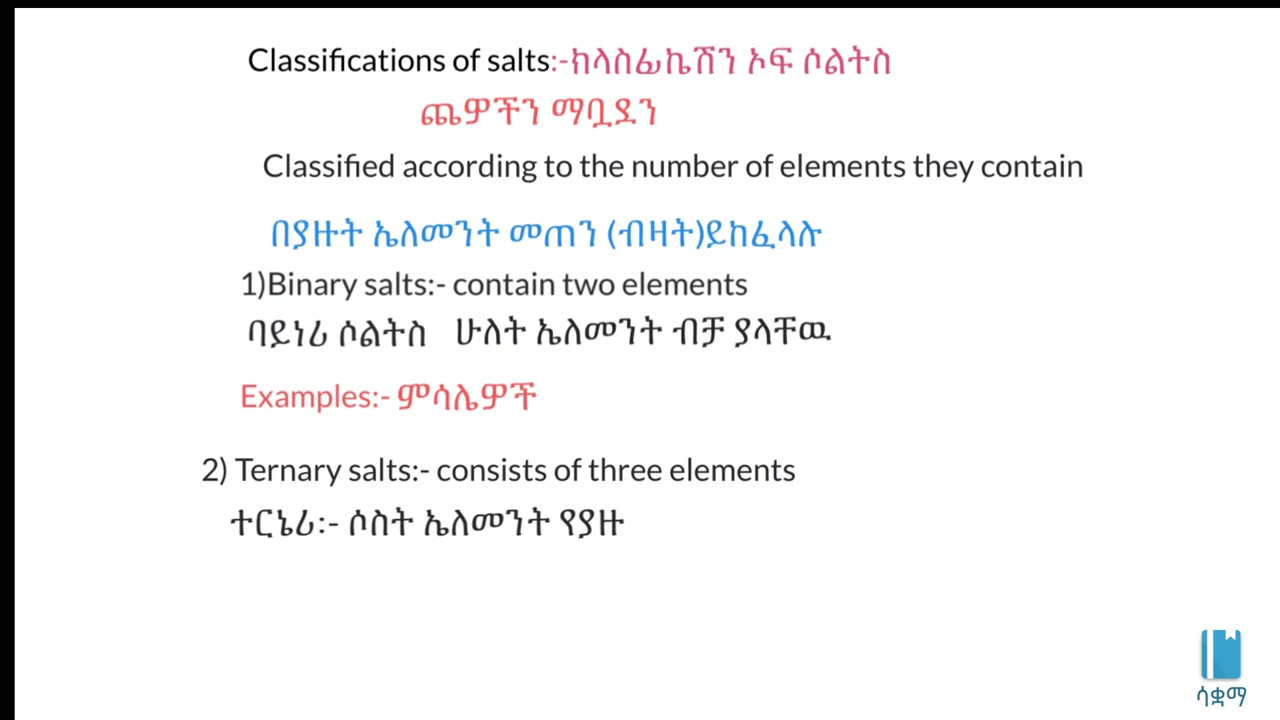 Classifications of salts:-ክላስፊኬሽን ኦፍ ሶልትስ
ጨዎችን ማቧደን
Classified according to the number of elements they contain
በያዙት ኤለመንት መጠን (ብዛት)ይከፈላሉ
1)Binary salts:- contain two elements
ባይነሪ ሶልትስ ሁለት ኤለመንት ብቻ ያላቸዉ
Examples:- ምሳሌዎች
2) Ternary salts:- consists of three elements
ተርኔሪ:- ሶስት ኤለመንት የያዙ
ሳቋማ